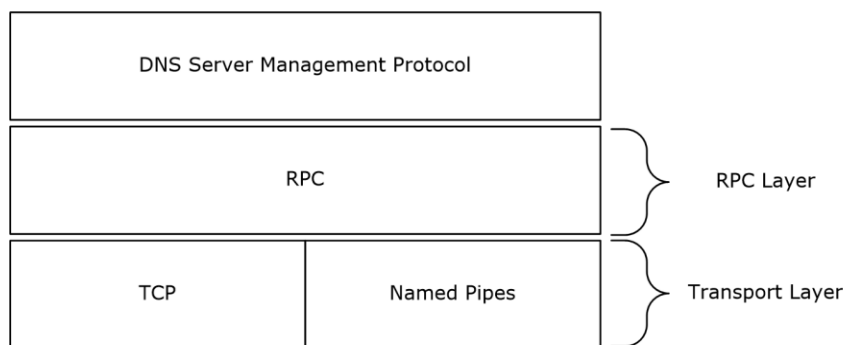 DNS Server Management Protocol
RPC
RPC Layer
TCP
Named Pipes
Transport Layer